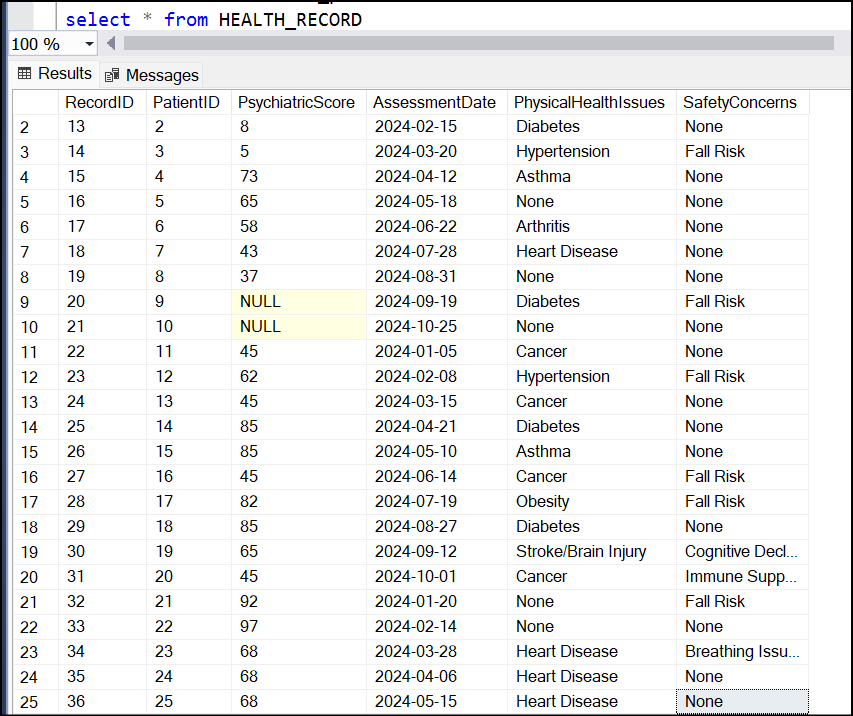 select * from HEALTH_RECORD
100 %
Results Messages
RecordID PatientID PsychiatricScore AssessmentDate PhysicalHealthIssues SafetyConcerns
2 13 2 8 2024-02-15 Diabetes None
3 14 3 5 2024-03-20 Hypertension Fall Risk
4 15 4 73 2024-04-12 Asthma None
5 16 5 65 2024-05-18 None None
6 17 6 58 2024-06-22 Arthritis None
7 18 7 43 2024-07-28 Heart Disease None
8 19 8 37 2024-08-31 None None
9 20 9 NULL 2024-09-19 Diabetes Fall Risk
10 21 10 NULL 2024-10-25 None None
11 22 11 45 2024-01-05 Cancer None
12 23 12 62 2024-02-08 Hypertension Fall Risk
13 24 13 45 2024-03-15 Cancer None
14 25 14 85 2024-04-21 Diabetes None
15 26 15 85 2024-05-10 Asthma None
16 27 16 45 2024-06-14 Cancer Fall Risk
17 28 17 82 2024-07-19 Obesity Fall Risk
18 29 18 85 2024-08-27 Diabetes None
19 30 19 65 2024-09-12 Stroke/Brain Injury Cognitive Decl...
20 31 20 45 2024-10-01 Cancer Immune Supp...
21 32 21 92 2024-01-20 None Fall Risk
22 33 22 97 2024-02-14 None None
23 34 23 68 2024-03-28 Heart Disease Breathing Issu...
24 35 24 68 2024-04-06 Heart Disease None
25 36 25 68 2024-05-15 Heart Disease None